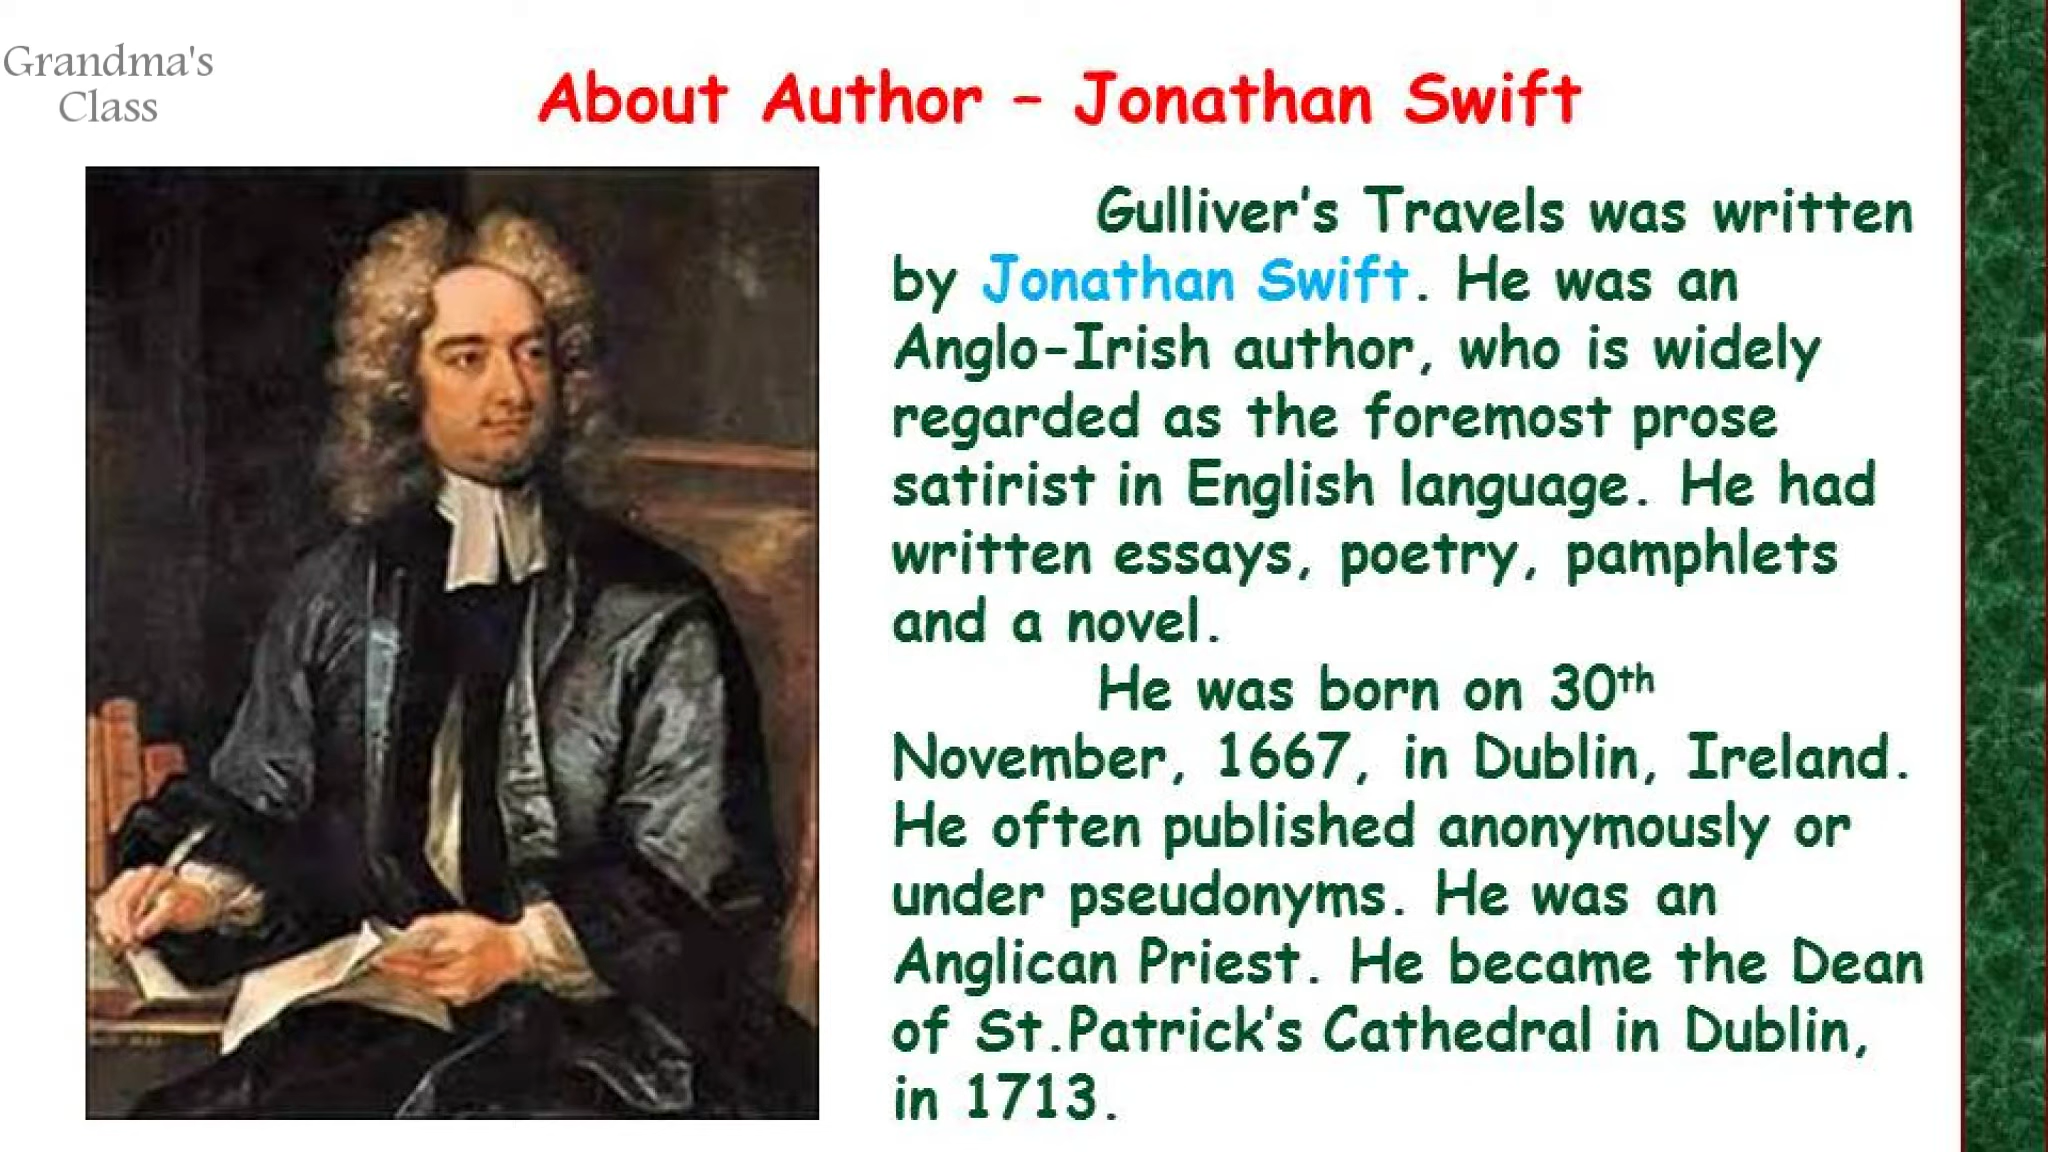 Grandma's
Class
About Author – Jonathan Swift
Gulliver's Travels was written
by Jonathan Swift. He was an
Anglo-Irish author, who is widely
regarded as the foremost prose
satirist in English language. He had
written essays, poetry, pamphlets
and a novel.
He was born on 30th
November, 1667, in Dublin, Ireland.
He often published anonymously or
under pseudonyms. He was an
Anglican Priest. He became the Dean
of St.Patrick's Cathedral in Dublin,
in 1713.